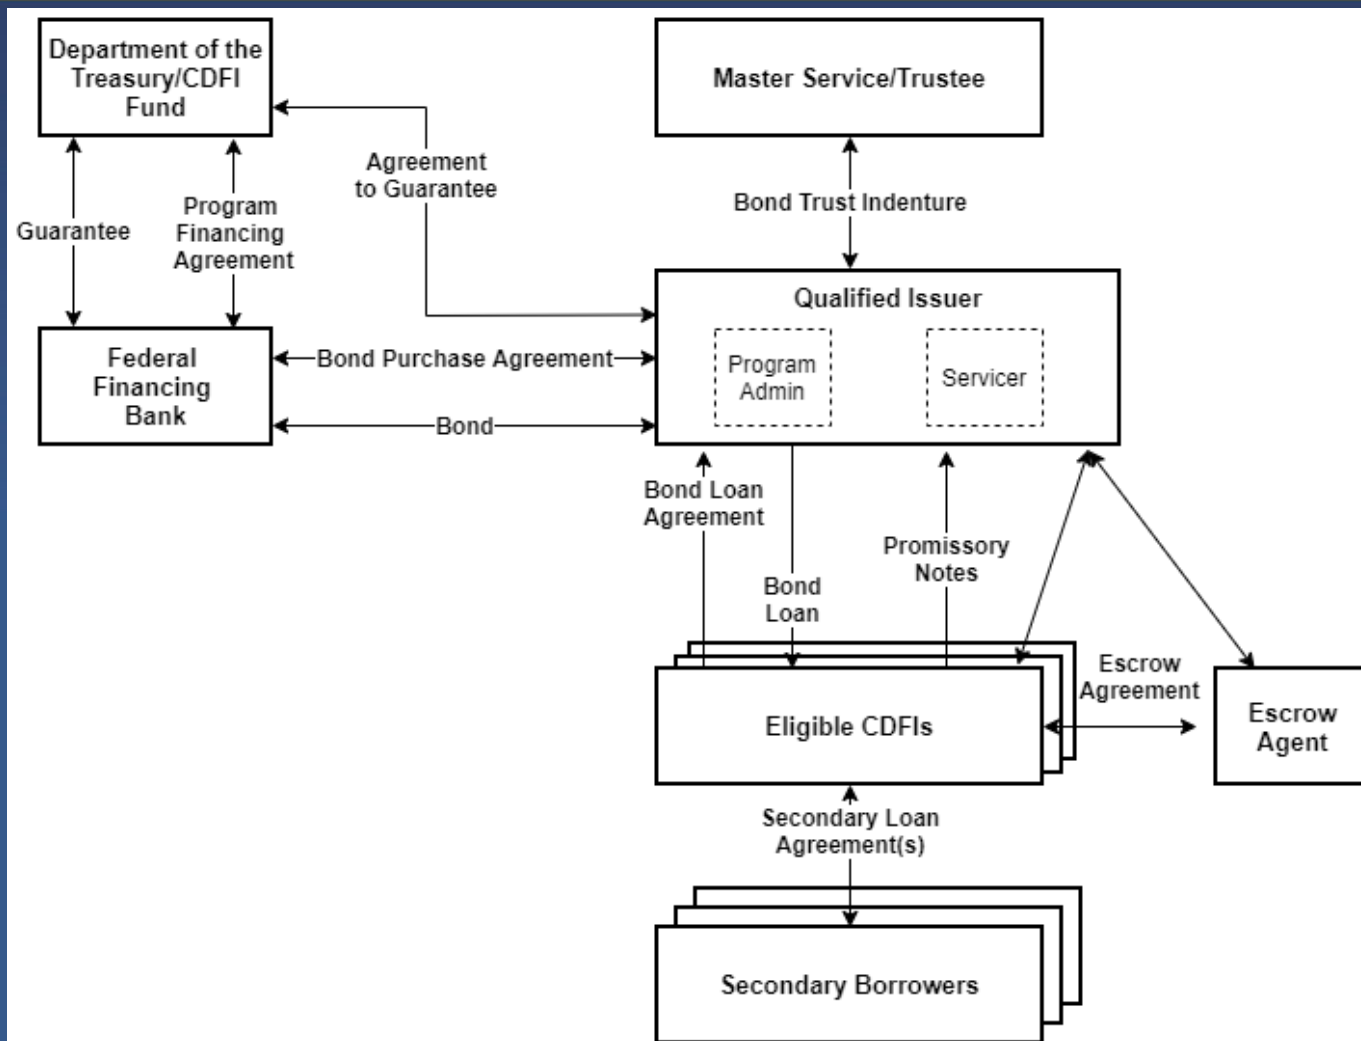 Department of the
Treasury/CDFI
Fund
Master Service/Trustee
Agreement
to Guarantee
Guarantee
Program
Financing
Agreement
Bond Trust Indenture
Qualified Issuer
Program
Admin
Servicer
Federal
Financing
Bank
Bond Purchase Agreement
Bond
Bond Loan
Agreement
Promissory
Notes
Bond
Loan
Escrow
Agreement
Eligible CDFIs
Escrow
Agent
Secondary Loan
Agreement(s)
Secondary Borrowers